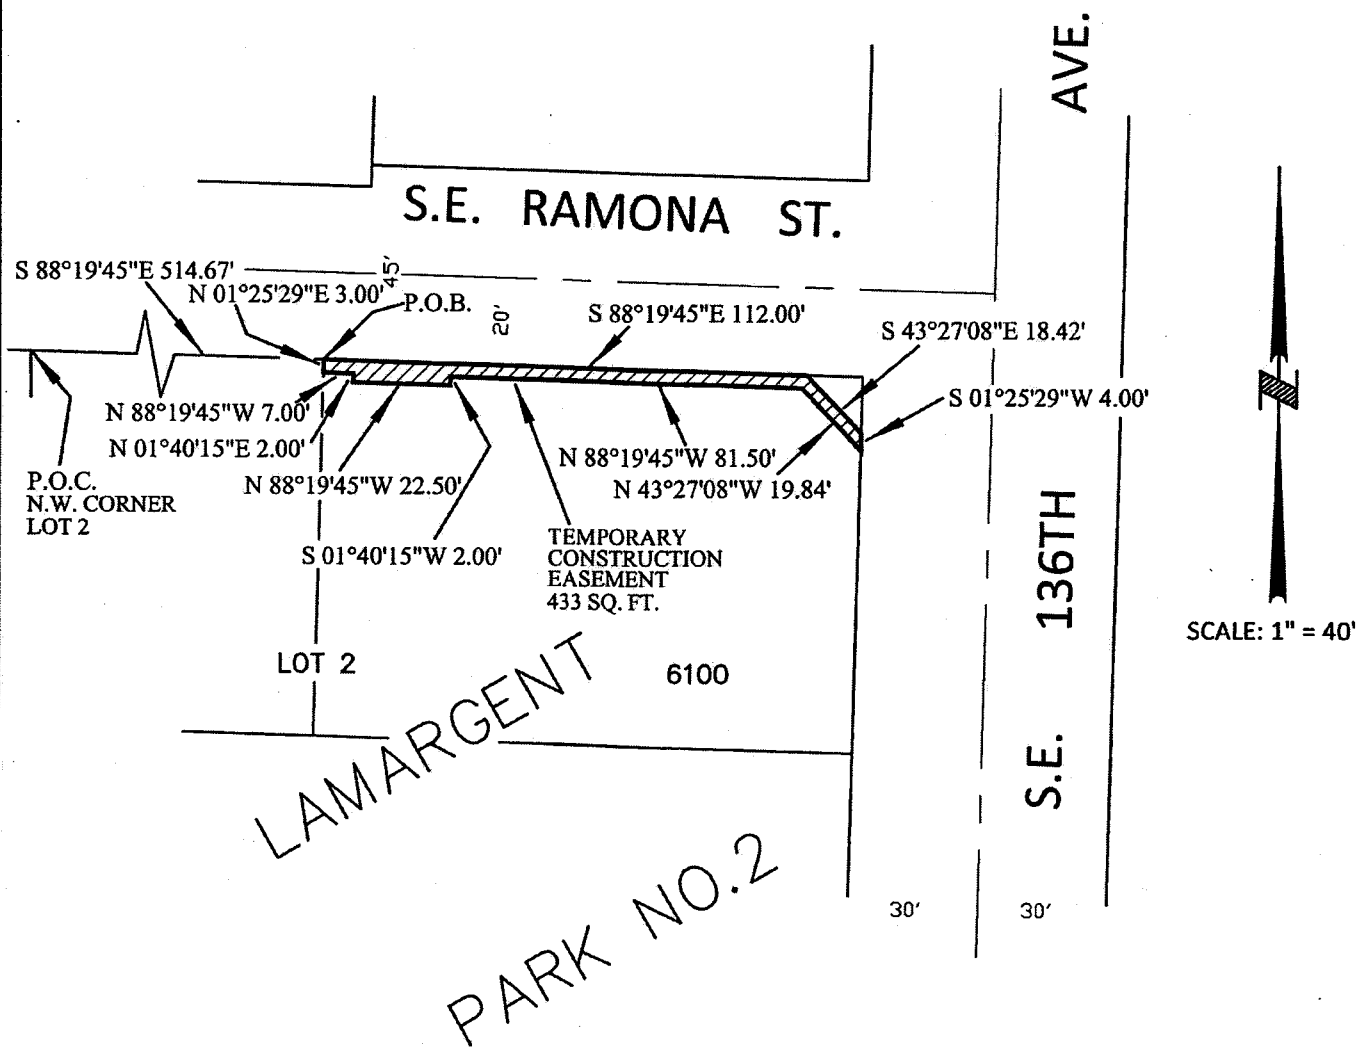 AVE.
S.E. RAMONA ST.
S 88°19'45"E 514.67'
45'
N 01°25'29"E 3.00'
P.O.B.
20'
S 88°19'45"E 112.00'
S 43°27'08"E 18.42'
S 01°25'29"W 4.00'
N 88°19'45"W 7.00'
N 01°40'15"E 2.00'
N 88°19'45"W 22.50'
N 88°19'45"W 81.50'
N 43°27'08"W 19.84'
P.O.C.
N.W. CORNER
LOT 2
S 01°40'15"W 2.00'
TEMPORARY
CONSTRUCTION
EASEMENT
433 SQ. FT.
136TH
S.E.
N
SCALE: 1" = 40'
LOT 2
6100
LAMARGENT
PARK NO.2
30'
30'